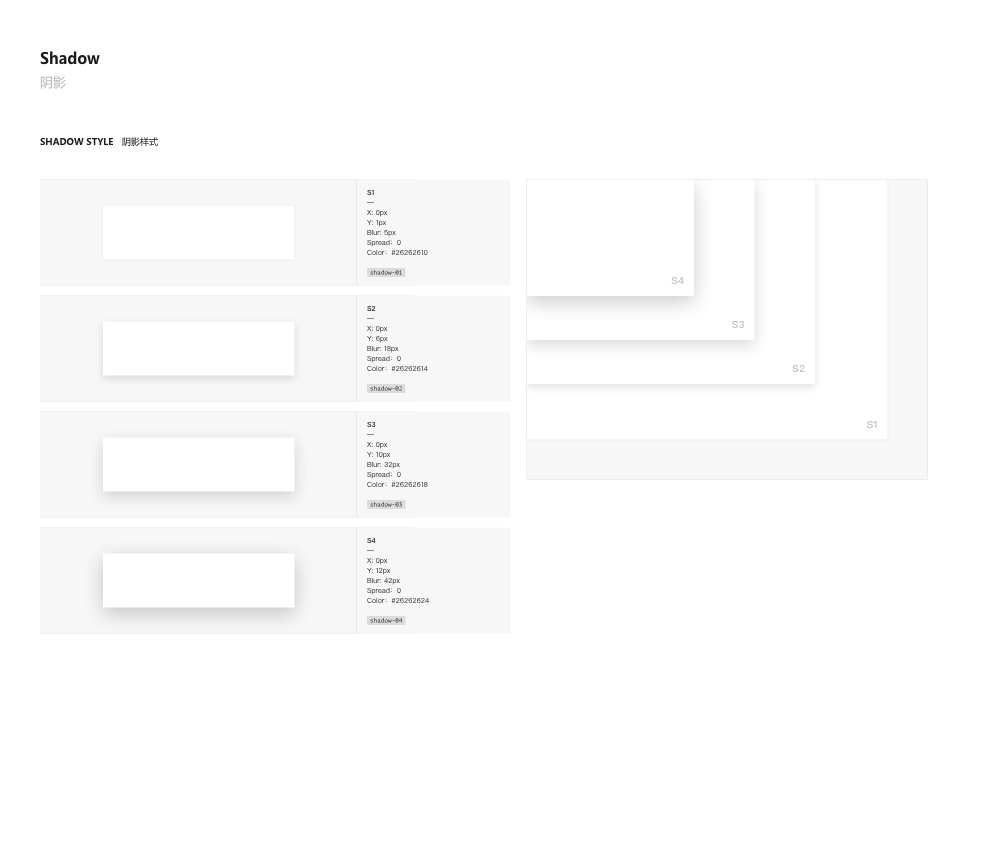 Shadow
阴影
SHADOW STYLE 阴影样式
S1
—
X: 0px
Y: 1px
Blur: 5px
Spread: 0
Color: #26262610
shadow-01
S2
—
X: 0px
Y: 6px
Blur: 18px
Spread: 0
Color: #26262614
shadow-02
S3
—
X: 0px
Y: 10px
Blur: 32px
Spread: 0
Color: #26262618
shadow-03
S4
—
X: 0px
Y: 12px
Blur: 42px
Spread: 0
Color: #26262624
shadow-04
S4
S3
S2
S1